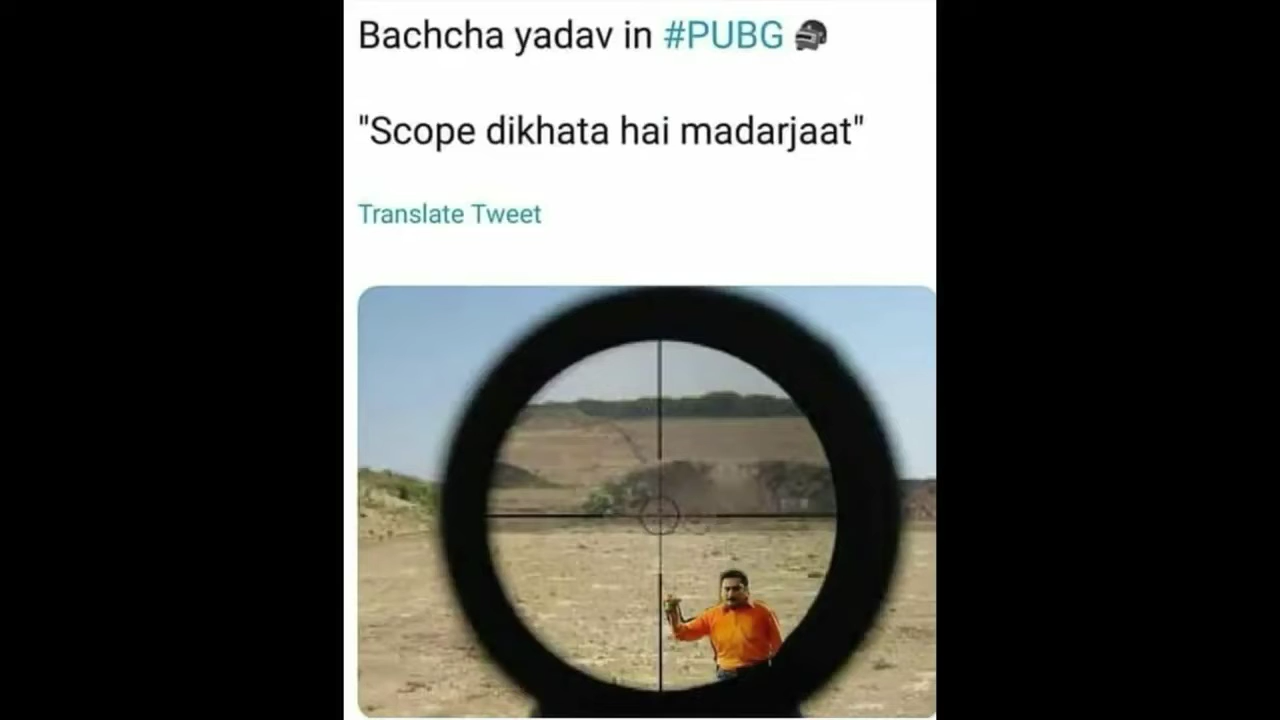 Bachcha yadav in #PUBG
"Scope dikhata hai madarjaat"
Translate Tweet